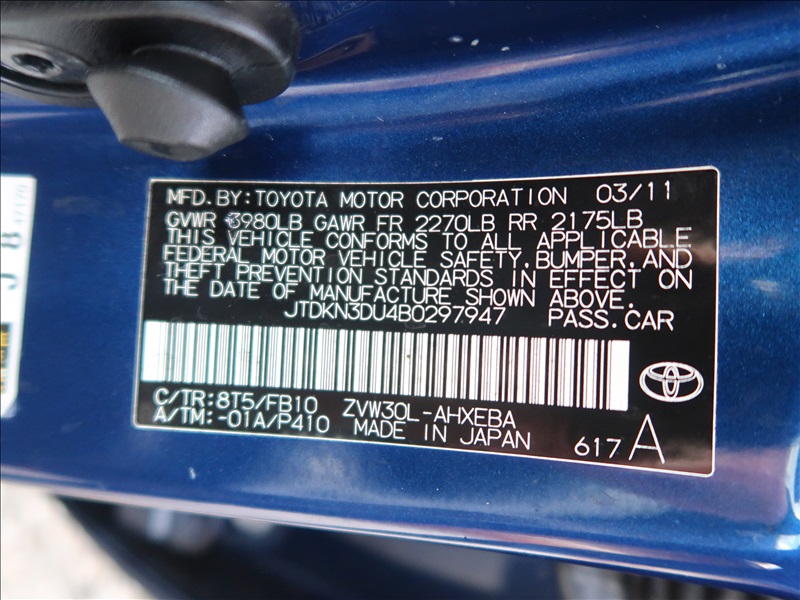 MFD. BY: TOYOTA MOTOR CORPORATION 03/11
GVWR 3980LB GAWR FR 2270LB RR 2175LB
THIS VEHICLE CONFORMS TO ALL APPLICABLE
FEDERAL MOTOR VEHICLE SAFETY, BUMPER, AND
THEFT PREVENTION STANDARDS IN EFFECT ON
THE DATE OF MANUFACTURE SHOWN ABOVE.
JTDKN3DU4B0297947 PASS.CAR
C/TR: 8T5/FB10 ZVW30L-AHXEBA
A/TM: -01A/P410 MADE IN JAPAN 617 A